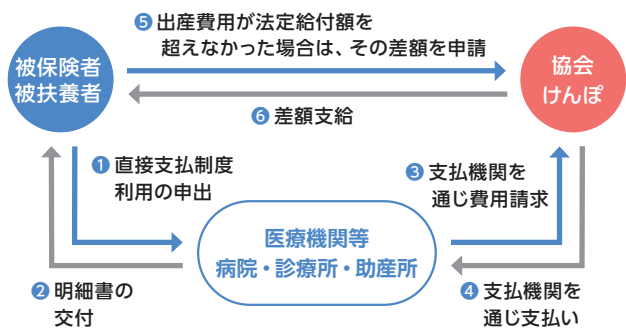 ❺ 出産費用が法定給付額を
超えなかった場合は、その差額を申請
被保険者
被扶養者
協会
けんぽ
❻ 差額支給
❶ 直接支払制度
利用の申出
❸ 支払機関を
通じ費用請求
医療機関等
病院・診療所・助産所
❷ 明細書の
交付
❹ 支払機関を
通じ支払い